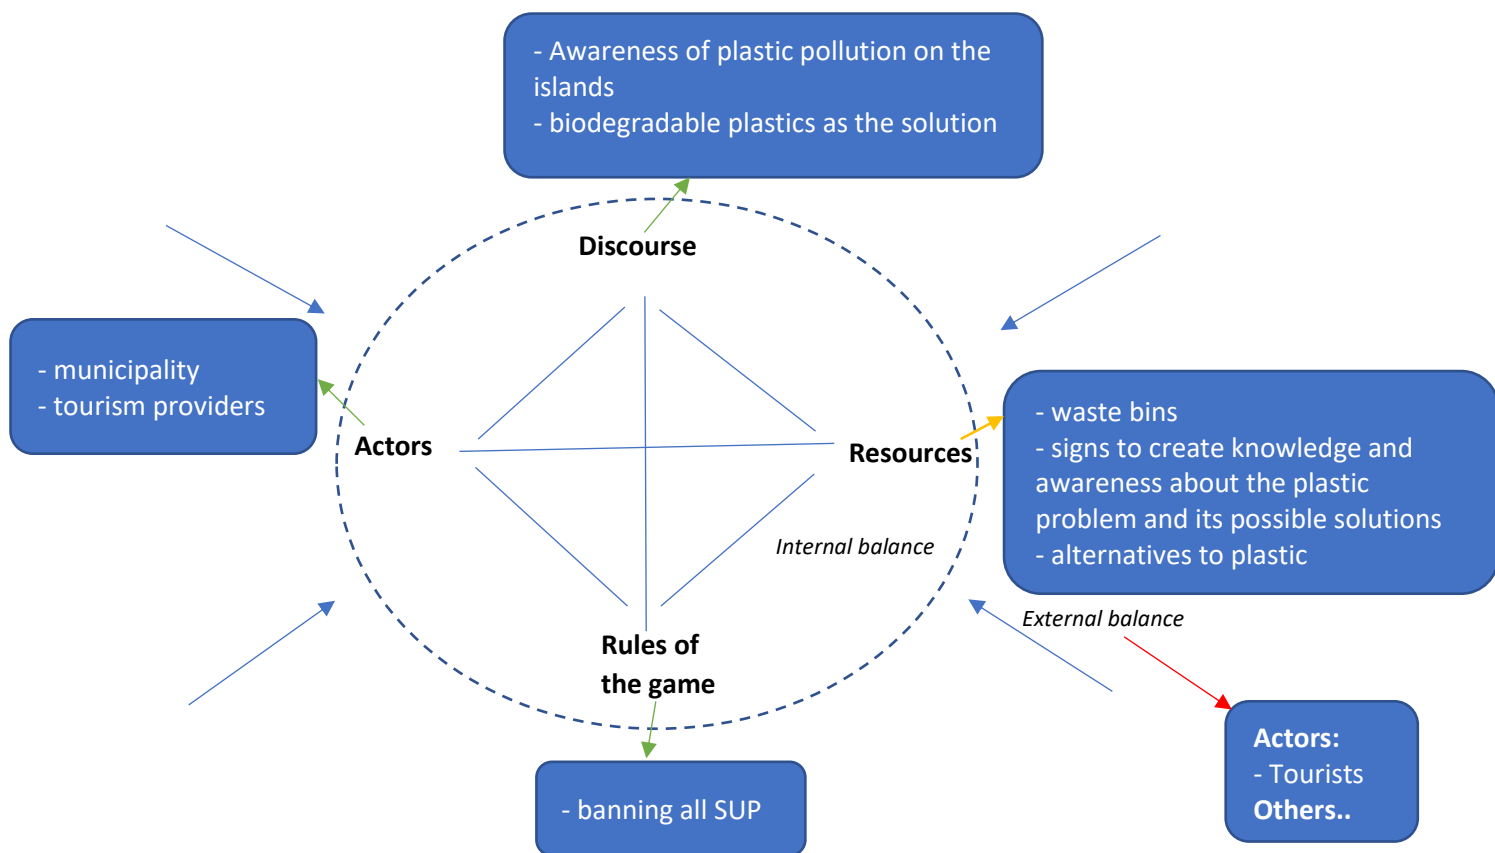 - Awareness of plastic pollution on the
islands
- biodegradable plastics as the solution
Discourse
- municipality
- tourism providers
Actors
Resources
- waste bins
- signs to create knowledge and
awareness about the plastic
problem and its possible solutions
- alternatives to plastic
Internal balance
External balance
Rules of
the game
- banning all SUP
Actors:
- Tourists
Others..